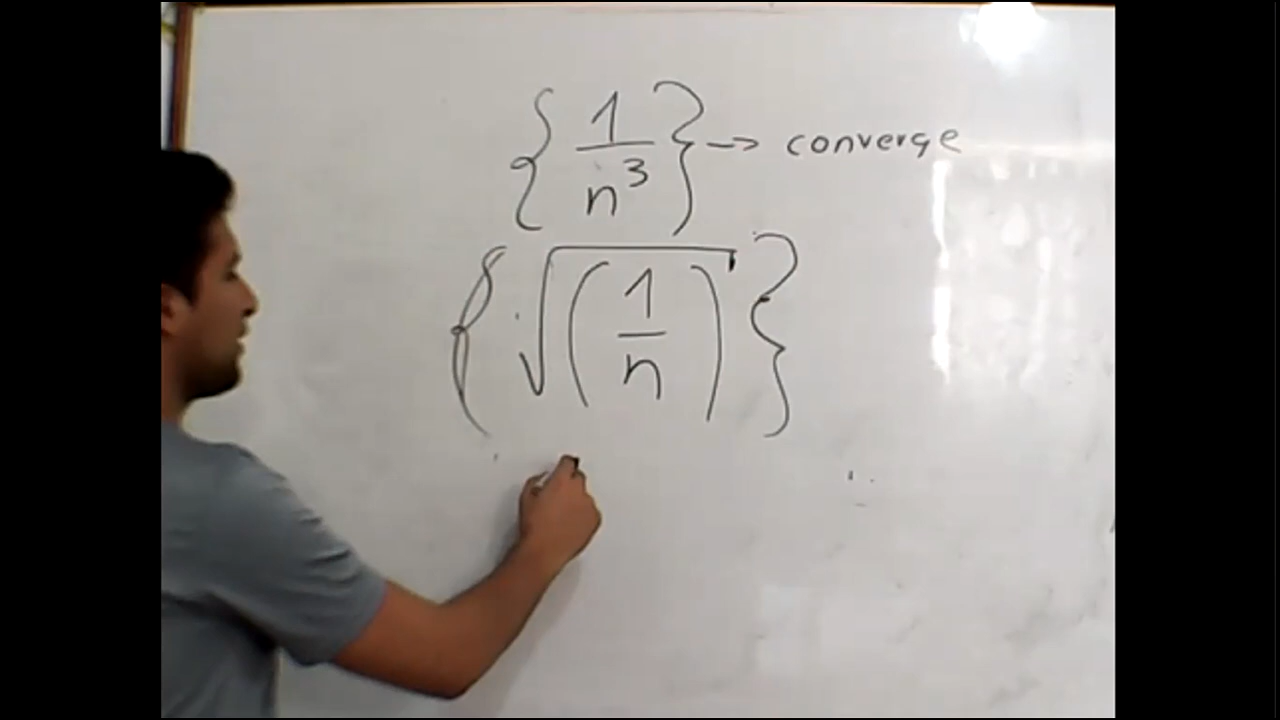 {1/n³} → converge
{√(1/n)}